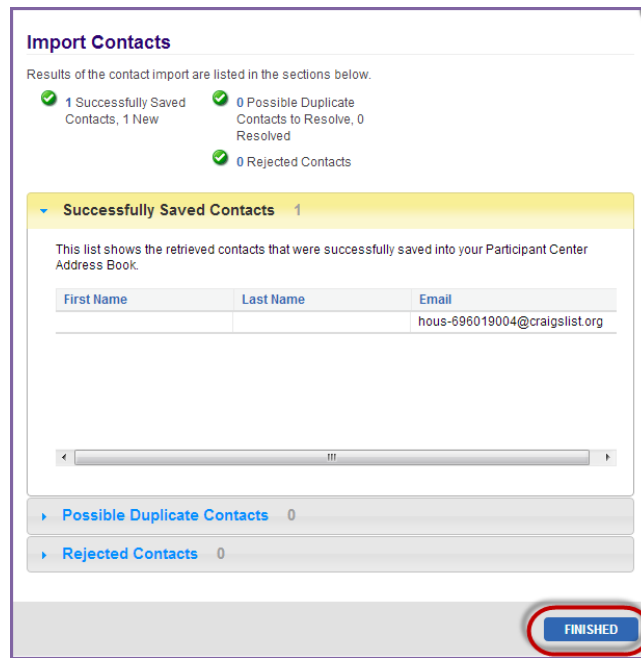 Import Contacts
Results of the contact import are listed in the sections below.
1 Successfully Saved
Contacts, 1 New
0 Possible Duplicate
Contacts to Resolve, 0
Resolved
0 Rejected Contacts
Successfully Saved Contacts 1
This list shows the retrieved contacts that were successfully saved into your Participant Center
Address Book.
First Name Last Name Email
hous-696019004@craigslist.org
Possible Duplicate Contacts 0
Rejected Contacts 0
FINISHED